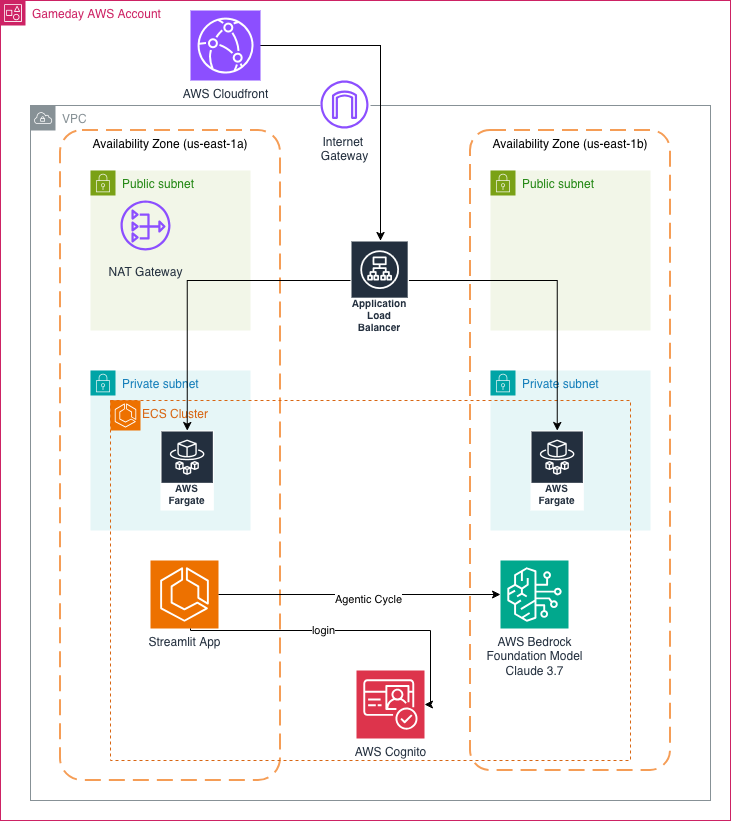 Gameday AWS Account
AWS Cloudfront
VPC
Internet
Gateway
Availability Zone (us-east-1a)
Availability Zone (us-east-1b)
Public subnet
Public subnet
NAT Gateway
Application
Load
Balancer
Private subnet
Private subnet
ECS Cluster
AWS
Fargate
AWS
Fargate
Agentic Cycle
login
Streamlit App
AWS Bedrock
Foundation Model
Claude 3.7
AWS Cognito